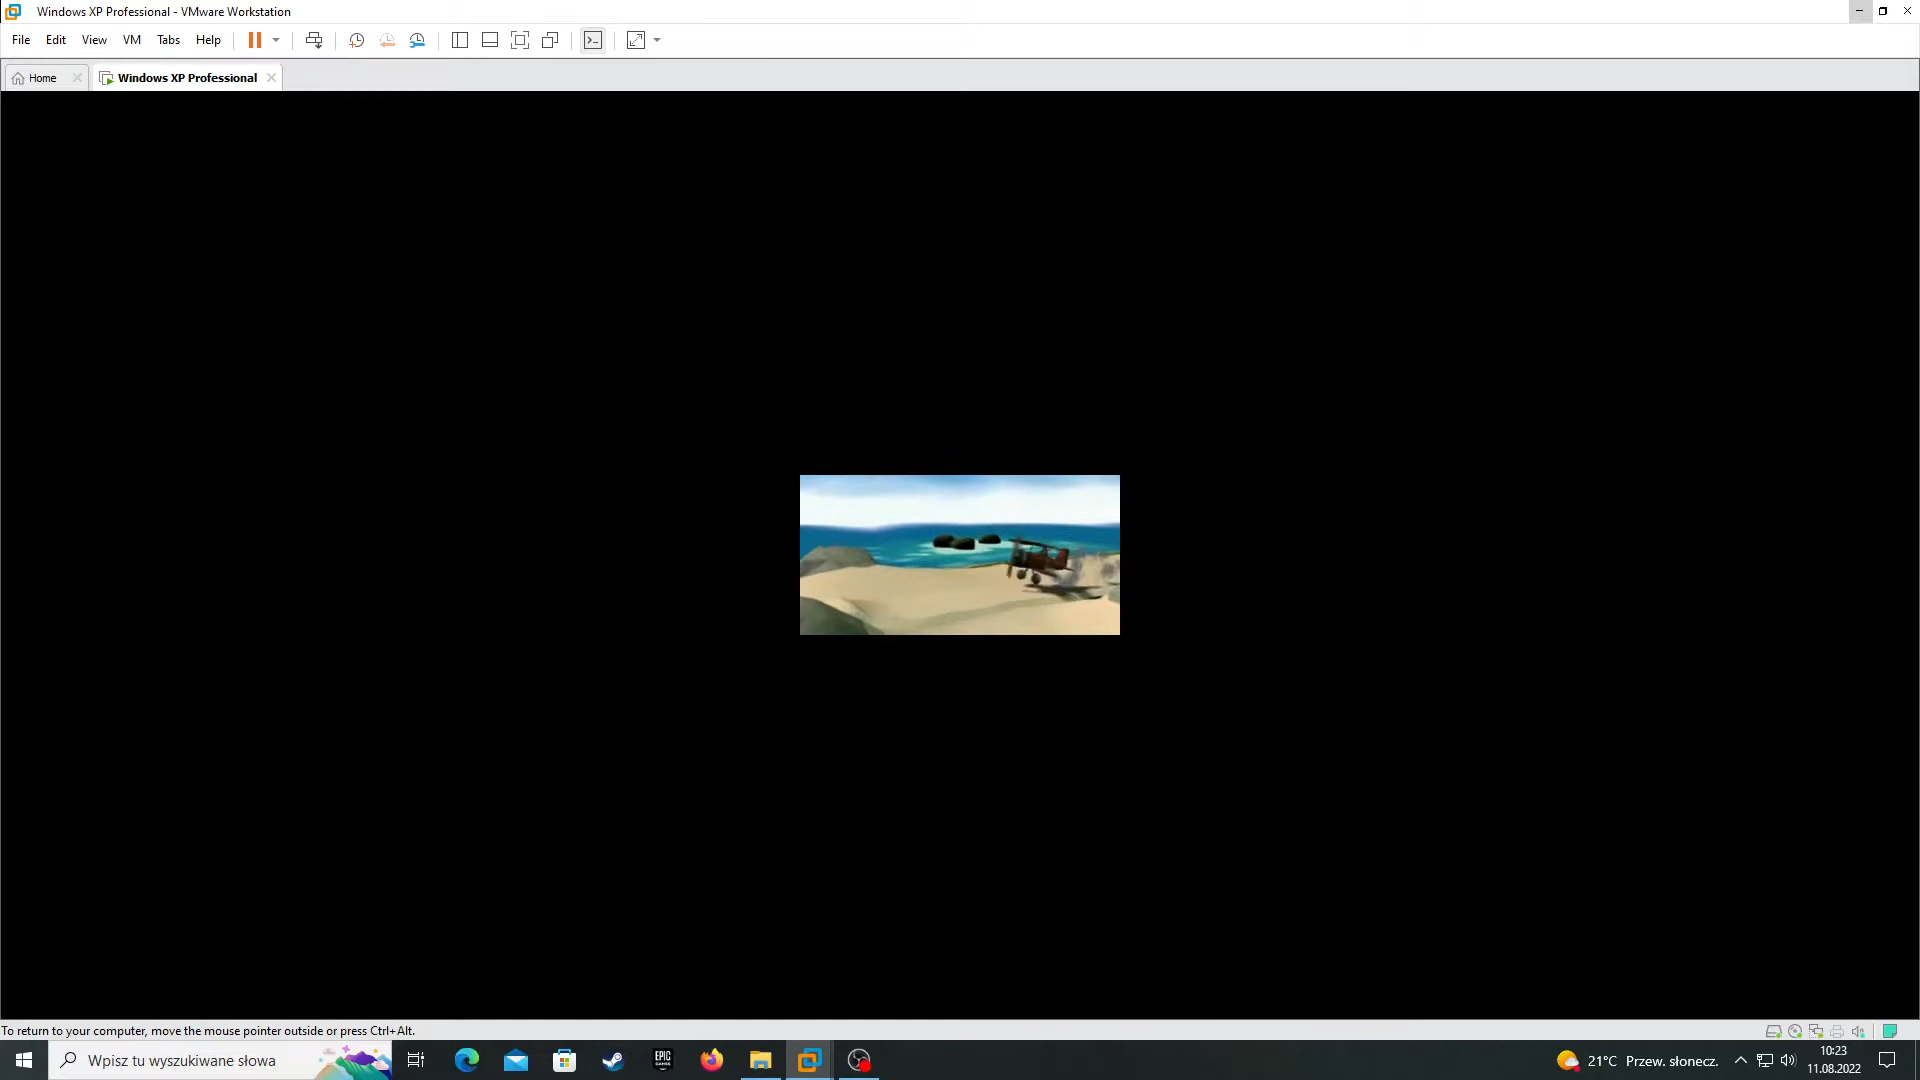 Windows XP Professional - VMware Workstation
File Edit View VM Tabs Help
Home Windows XP Professional
To return to your computer, move the mouse pointer outside or press Ctrl+Alt.
Wpisz tu wyszukiwane słowa
EPIC
GAMES
21°C Przew. słonecz.
10:23
11.08.2022